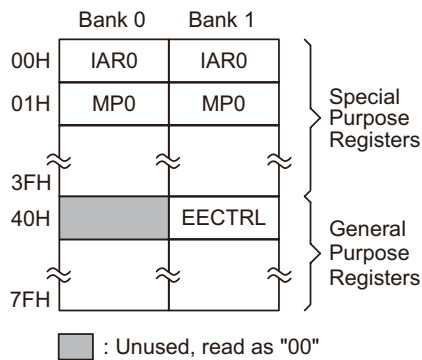 Bank 0 Bank 1
00H IAR0 IAR0
01H MP0 MP0
Special
Purpose
Registers
3FH
40H EECTRL
General
Purpose
Registers
7FH
: Unused, read as "00"